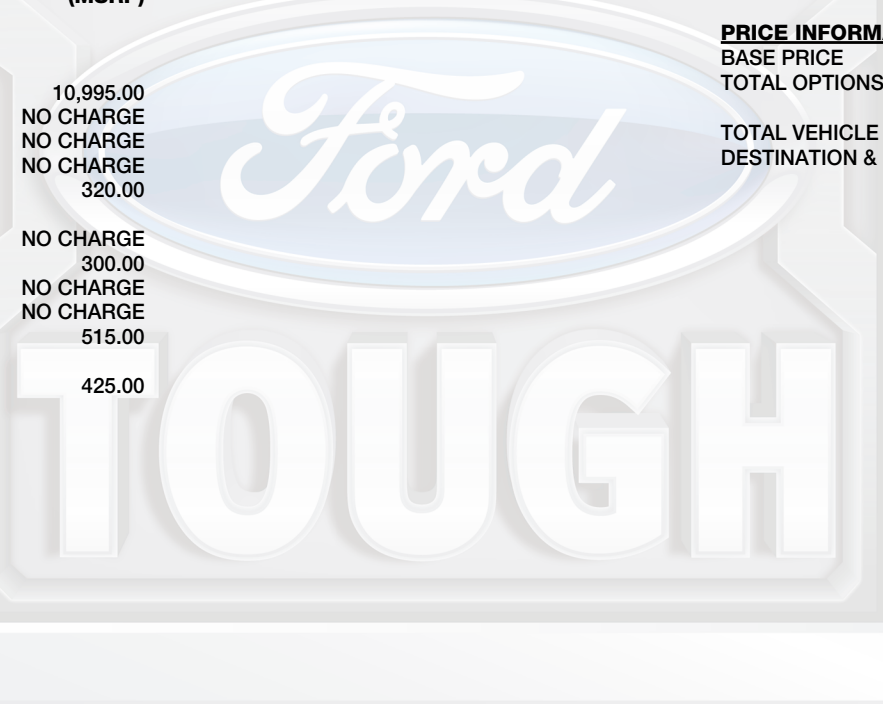 (MSRP)
10,995.00
NO CHARGE
NO CHARGE
NO CHARGE
320.00
NO CHARGE
300.00
NO CHARGE
NO CHARGE
515.00
425.00
PRICE INFORMA
BASE PRICE
TOTAL OPTIONS
TOTAL VEHICLE
DESTINATION &
Ford
TOUGH